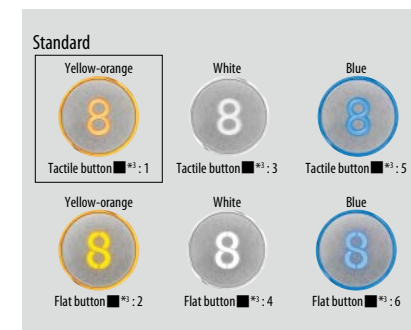 Standard
Yellow-orange White Blue
8 8 8
Tactile button■*3 : 1 Tactile button■*3 : 3 Tactile button■*3 : 5
Yellow-orange White Blue
8 8 8
Flat button■*3 : 2 Flat button■*3 : 4 Flat button■*3 : 6